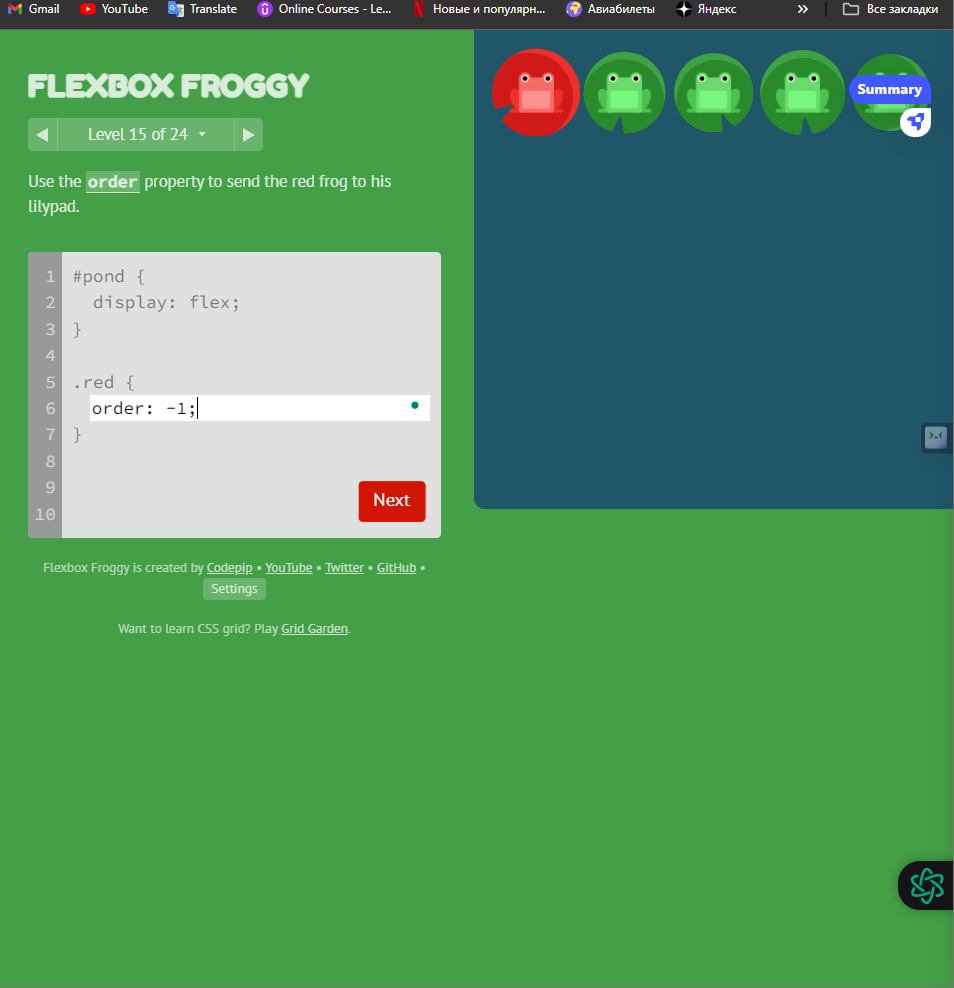 Gmail YouTube Translate Online Courses - Le... Новые и популярн... Авиабилеты Яндекс » Все закладки
FLEXBOX FROGGY
Level 15 of 24
Use the order property to send the red frog to his
lilypad.
1 #pond {
2 display: flex;
3 }
4
5 .red {
6 order: -1;
7 }
8
9
10
Next
Flexbox Froggy is created by Codepip • YouTube • Twitter • GitHub •
Settings
Want to learn CSS grid? Play Grid Garden.
Summary